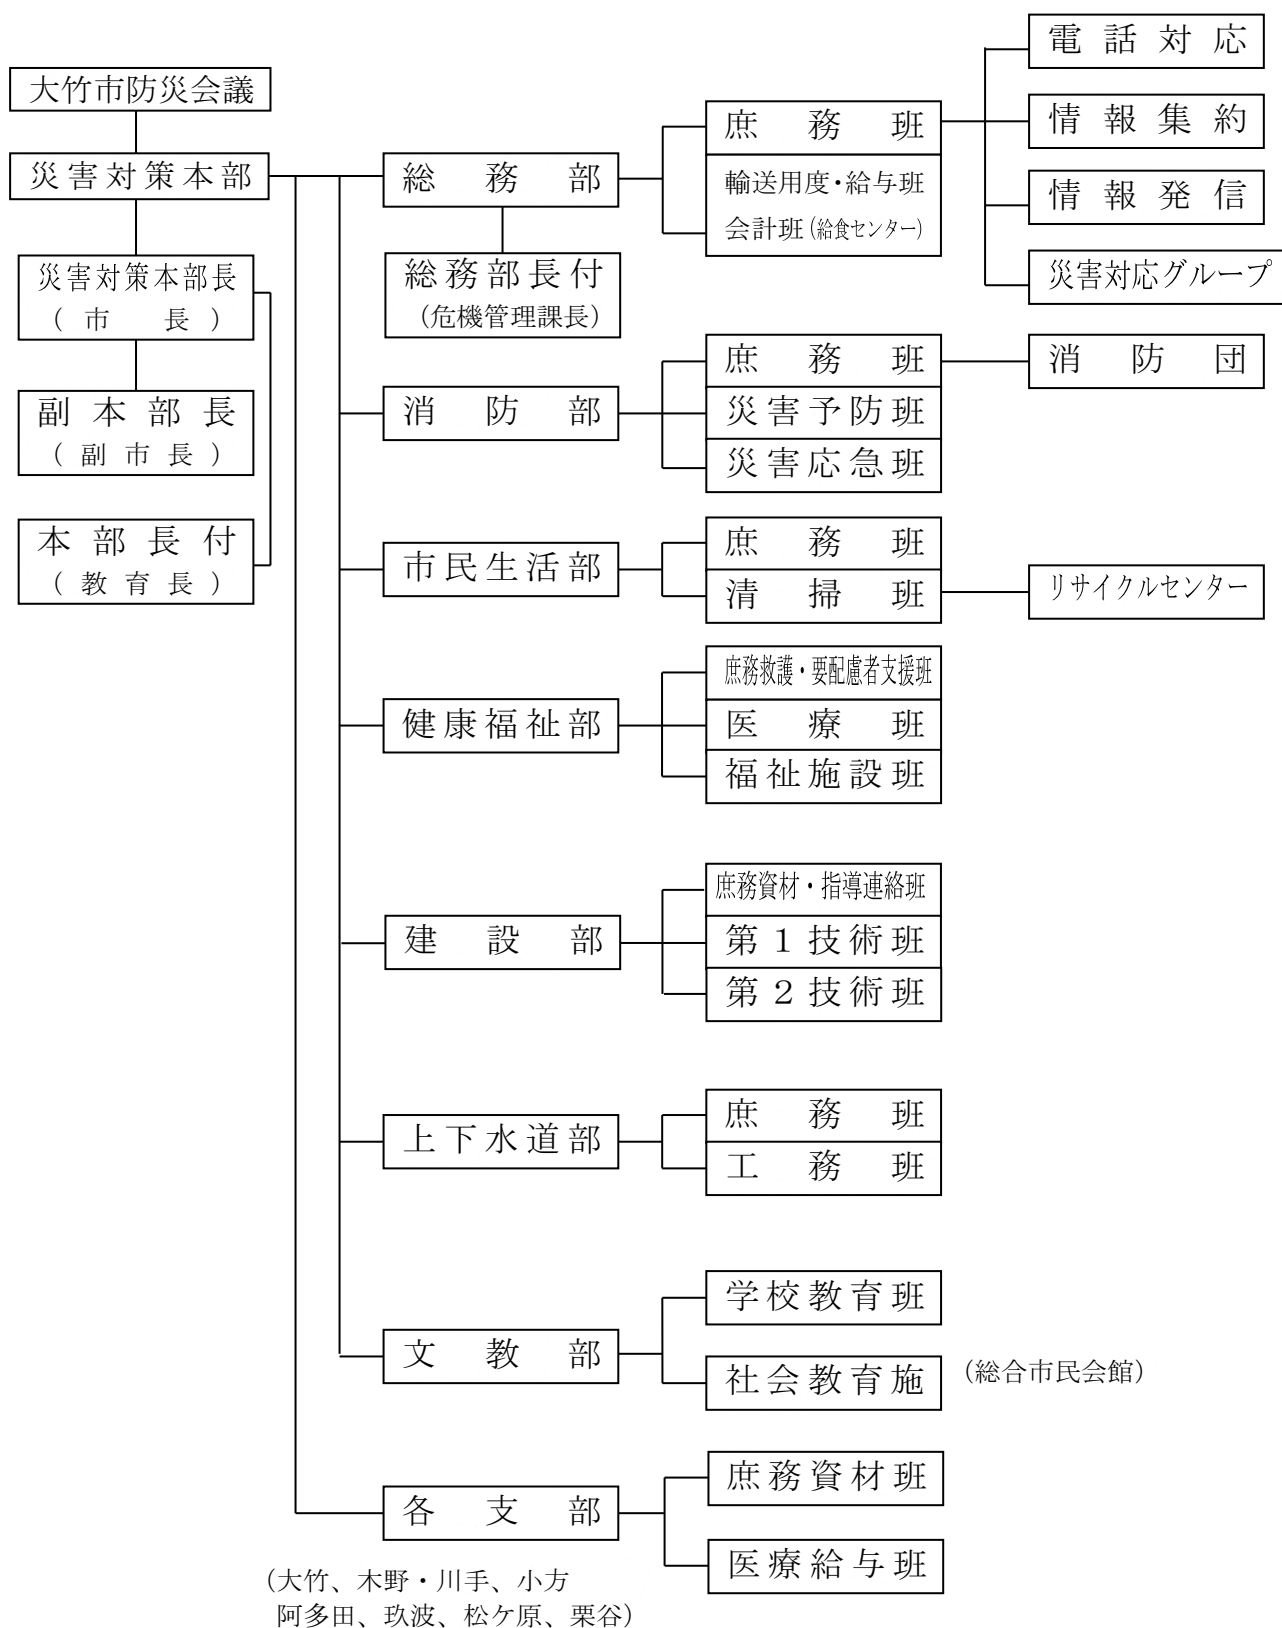 大竹市防災会議
災害対策本部
災害対策本部長
（市長）
副本部長
（副市長）
本部長付
（教育長）
総務部
総務部長付
（危機管理課長）
庶務班
輸送用度・給与班
会計班（給食センター）
電話対応
情報集約
情報発信
災害対応グループ
消防部
庶務班
災害予防班
災害応急班
消防団
市民生活部
庶務班
清掃班
リサイクルセンター
健康福祉部
庶務救護・要配慮者支援班
医療班
福祉施設班
建設部
庶務資材・指導連絡班
第１技術班
第２技術班
上下水道部
庶務班
工務班
文教部
学校教育班
社会教育施
（総合市民会館）
各支部
（大竹、木野・川手、小方
阿多田、玖波、松ケ原、栗谷）
庶務資材班
医療給与班